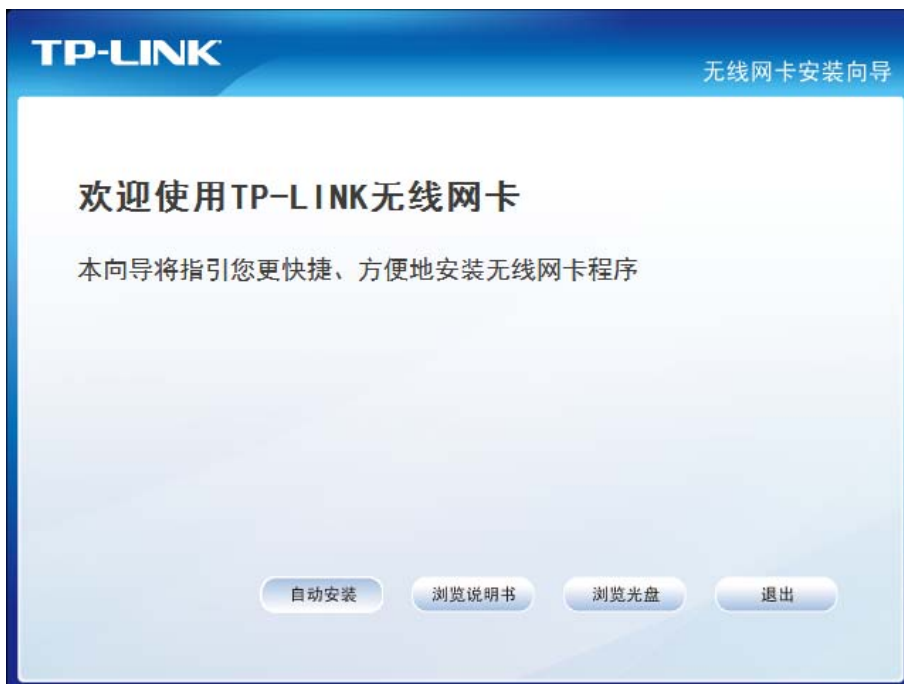 TP-LINK
无线网卡安装向导
欢迎使用TP-LINK无线网卡
本向导将指引您更快捷、方便地安装无线网卡程序
自动安装 浏览说明书 浏览光盘 退出